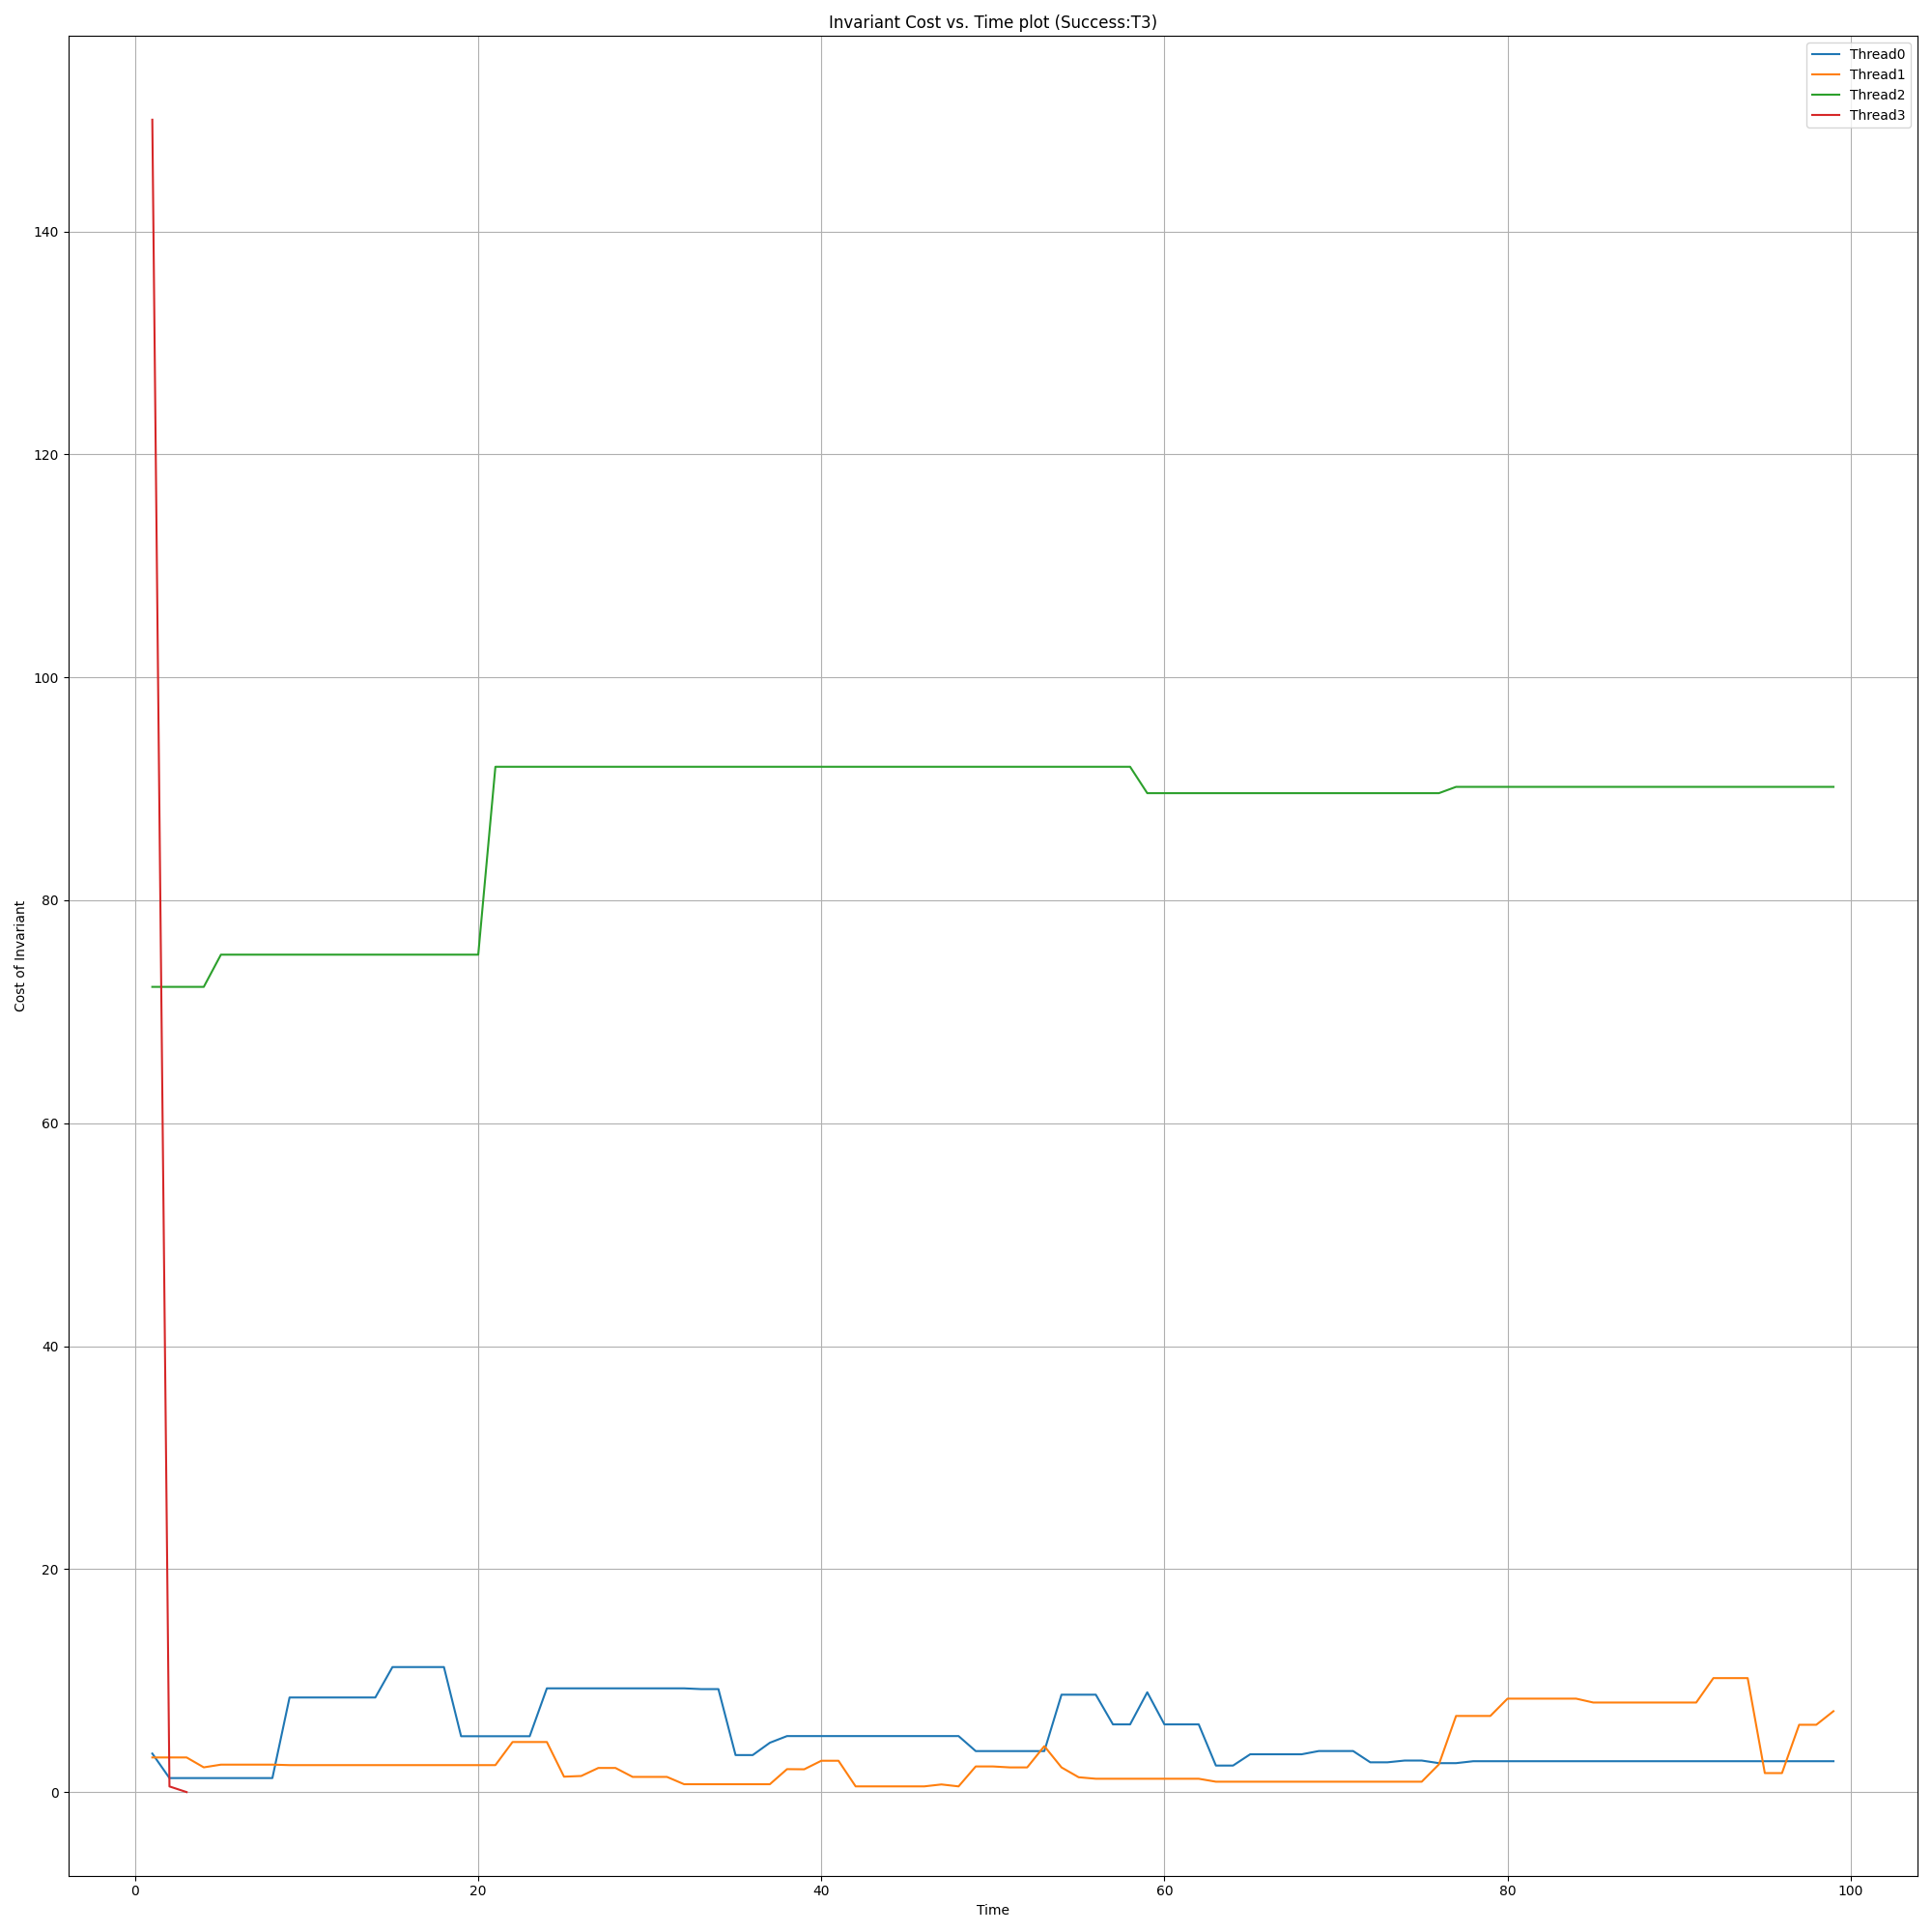 Invariant Cost vs. Time plot (Success:T3)
Thread0
Thread1
Thread2
Thread3
Cost of Invariant
140
120
100
80
60
40
20
0
0 20 40 60 80 100
Time